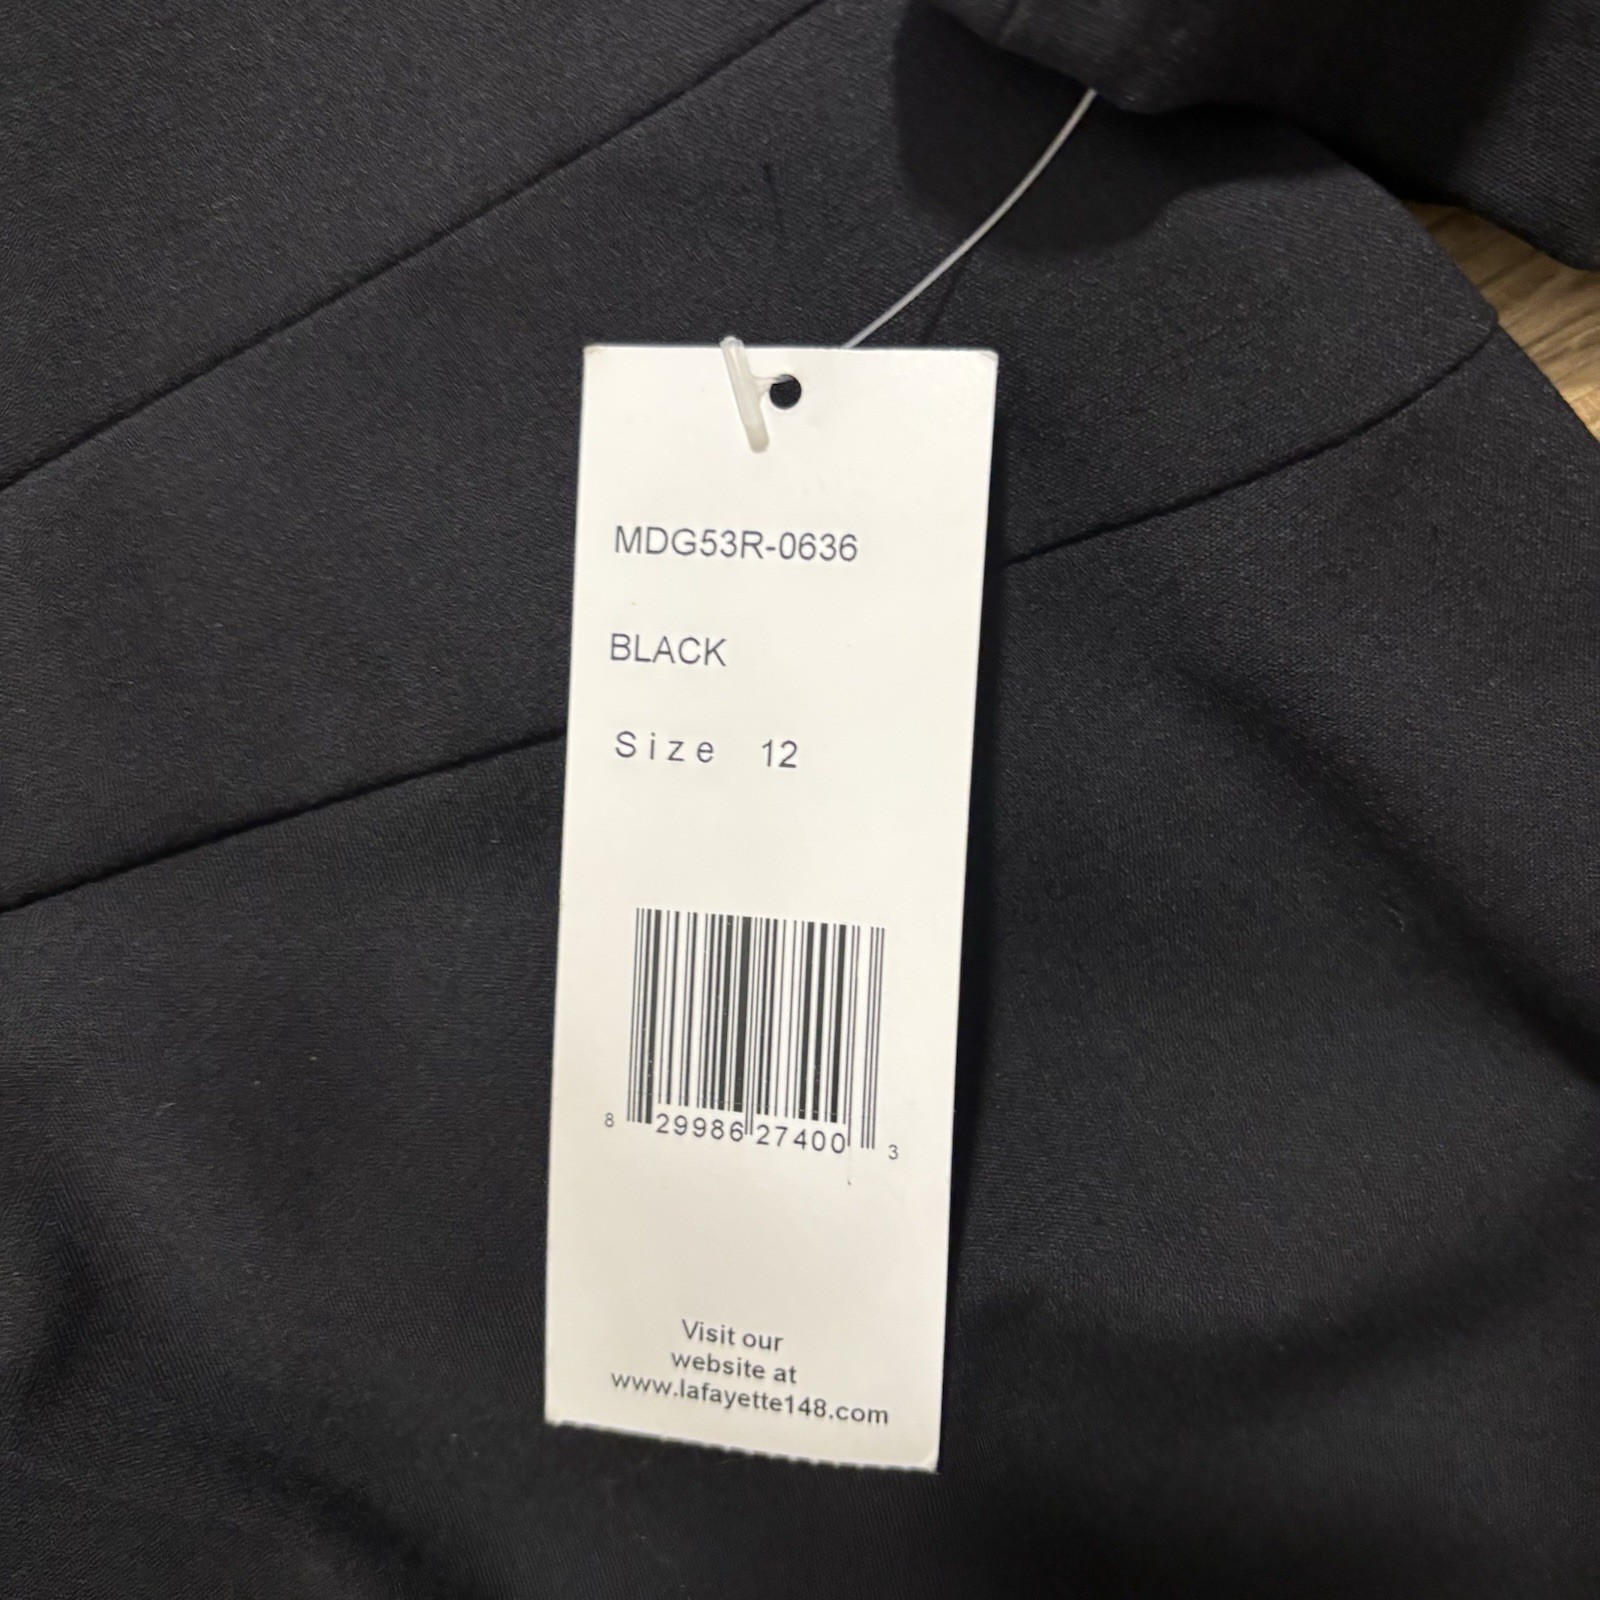 MDG53R-0636
BLACK
Size 12
8 29986 27400 3
Visit our
website at
www.lafayette148.com